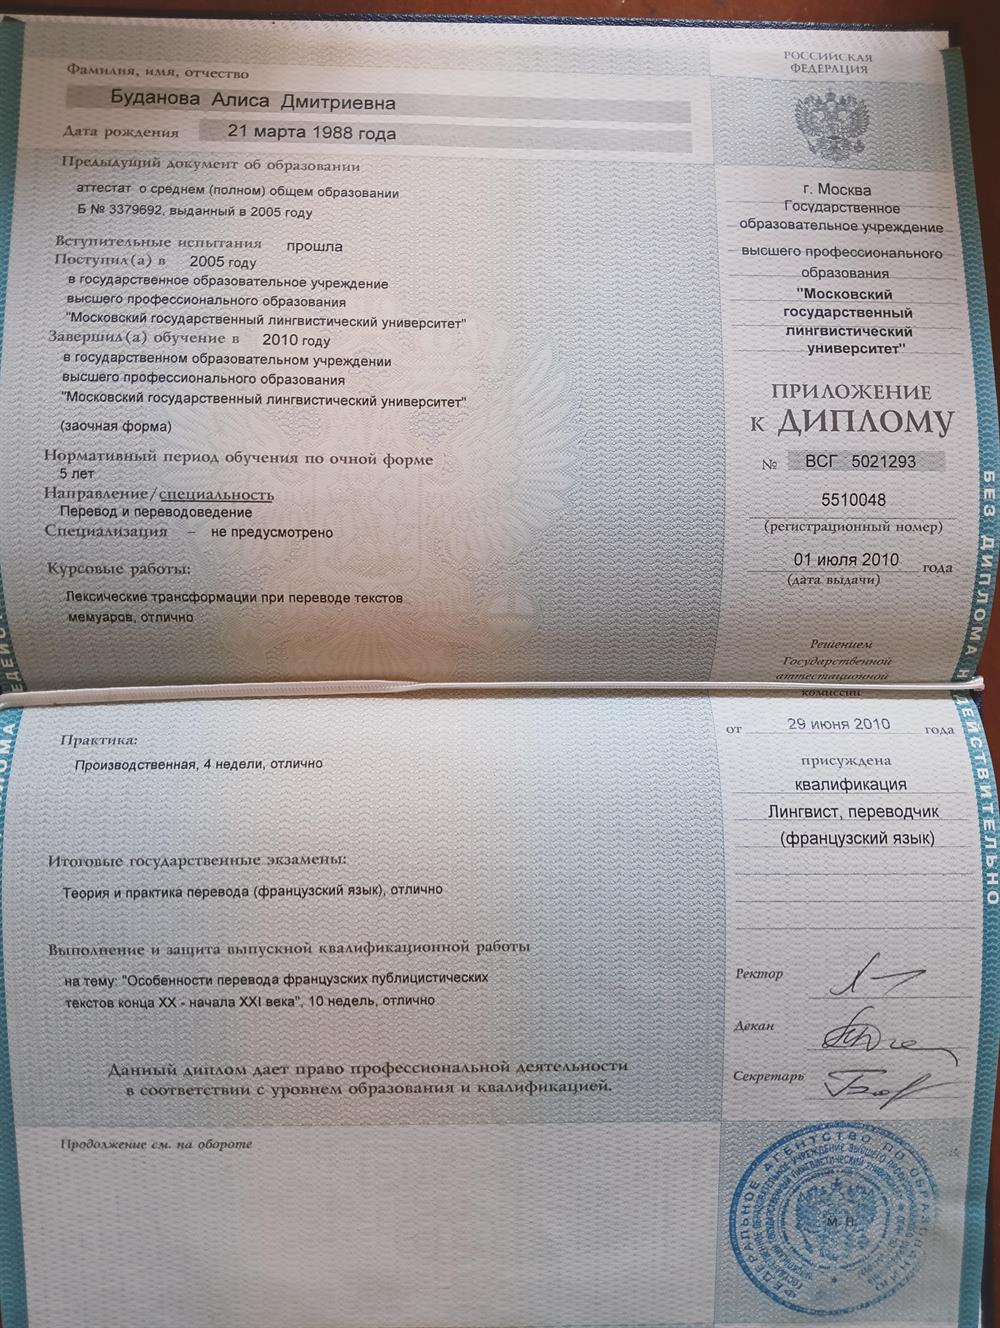 Фамилия, имя, отчество
Буданова Алиса Дмитриевна
Дата рождения 21 марта 1988 года
Предыдущий документ об образовании
аттестат о среднем (полном) общем образовании
Б № 3379692, выданный в 2005 году
Вступительные испытания прошла
Поступил(а) в 2005 году
в государственное образовательное учреждение
высшего профессионального образования
"Московский государственный лингвистический университет"
Завершил(а) обучение в 2010 году
в государственном образовательном учреждении
высшего профессионального образования
"Московский государственный лингвистический университет"
(заочная форма)
Нормативный период обучения по очной форме
5 лет
Направление/специальность
Перевод и переводоведение
Специализация – не предусмотрено
Курсовые работы:
Лексические трансформации при переводе текстов
мемуаров, отлично
РОССИЙСКАЯ
ФЕДЕРАЦИЯ
г. Москва
Государственное
образовательное учреждение
высшего профессионального
образования
"Московский
государственный
лингвистический
университет"
ПРИЛОЖЕНИЕ
к ДИПЛОМУ
№ ВСГ 5021293
5510048
(регистрационный номер)
01 июля 2010 года
(дата выдачи)
Решением
Государственной
аттестационной
комиссии
БЕЗ ДИПЛОМА НЕДЕЙСТВИТЕЛЬНО
Практика:
Производственная, 4 недели, отлично
Итоговые государственные экзамены:
Теория и практика перевода (французский язык), отлично
Выполнение и защита выпускной квалификационной работы
на тему: "Особенности перевода французских публицистических
текстов конца XX - начала XXI века", 10 недель, отлично
Данный диплом дает право профессиональной деятельности
в соответствии с уровнем образования и квалификацией.
Продолжение см. на обороте
от 29 июня 2010 года
присуждена
квалификация
Лингвист, переводчик
(французский язык)
Ректор
Декан
Секретарь
ФЕДЕРАЛЬНОЕ АГЕНТСТВО ПО ОБРАЗОВАНИЮ
М. П.